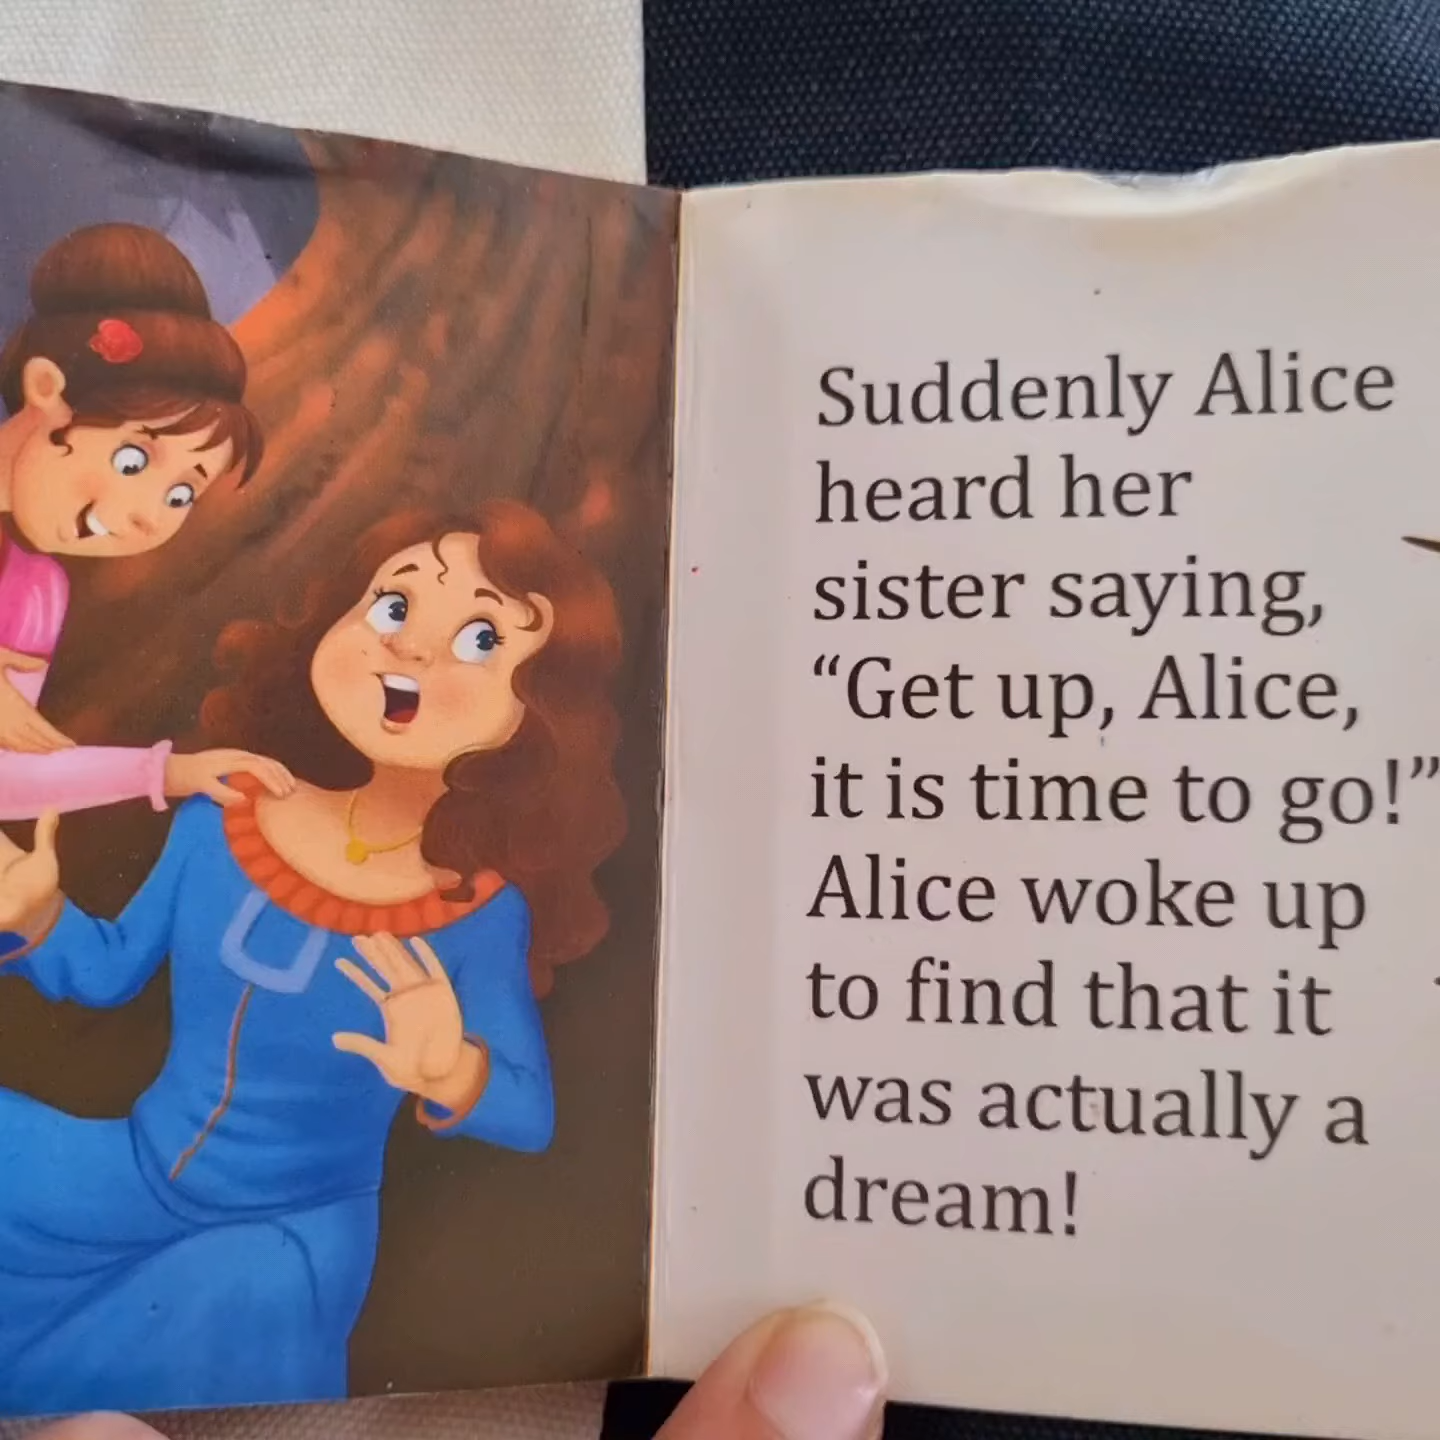 Suddenly Alice
heard her
sister saying,
“Get up, Alice,
it is time to go!”
Alice woke up
to find that it
was actually a
dream!